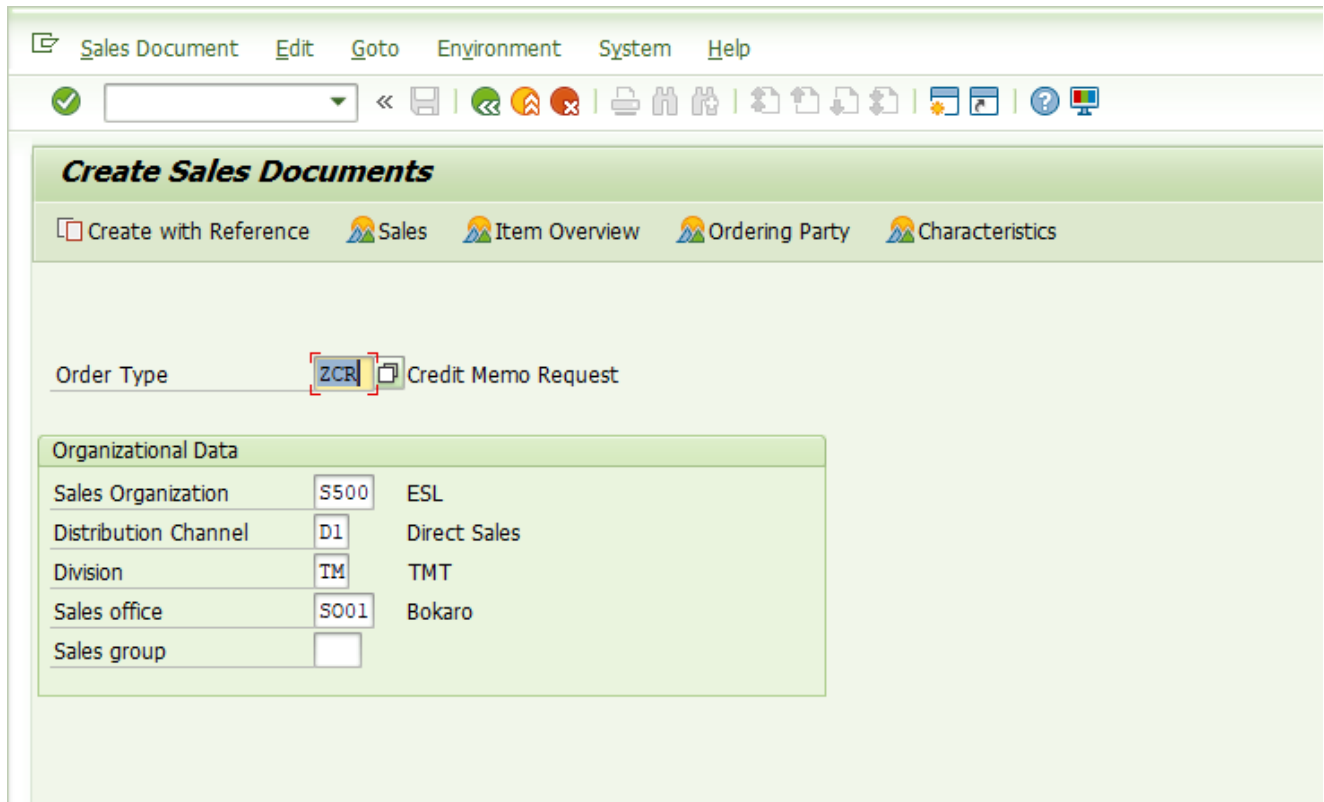 Sales Document Edit Goto Environment System Help
Create Sales Documents
Create with Reference Sales Item Overview Ordering Party Characteristics
Order Type ZCR Credit Memo Request
Organizational Data
Sales Organization S500 ESL
Distribution Channel D1 Direct Sales
Division TM TMT
Sales office SO01 Bokaro
Sales group